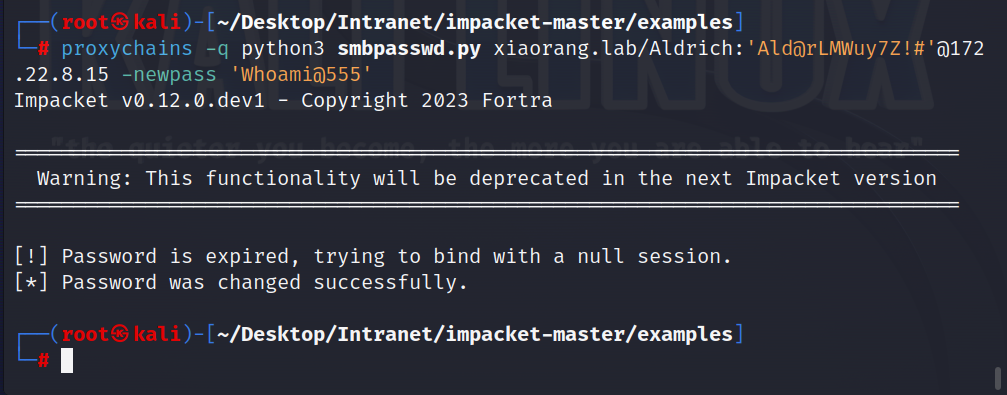 ┌──(root㉿kali)-[~/Desktop/Intranet/impacket-master/examples]
└─# proxychains -q python3 smbpasswd.py xiaorang.lab/Aldrich:'Ald@rLMWuy7Z!#'@172
.22.8.15 -newpass 'Whoami@555'
Impacket v0.12.0.dev1 - Copyright 2023 Fortra
"the quieter you become, the more you are able to hear"
===============================================================================
  Warning: This functionality will be deprecated in the next Impacket version
===============================================================================
[!] Password is expired, trying to bind with a null session.
[*] Password was changed successfully.
┌──(root㉿kali)-[~/Desktop/Intranet/impacket-master/examples]
└─#